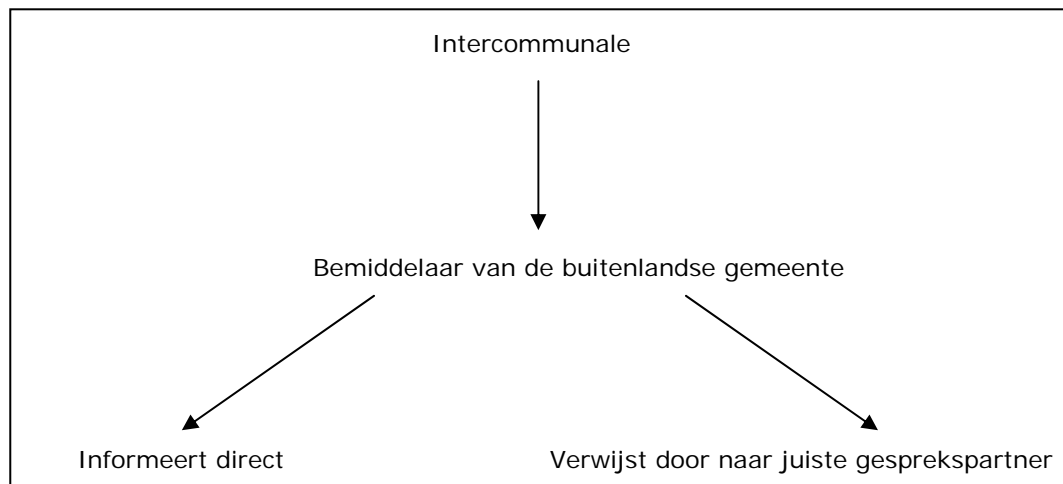 Intercommunale
Bemiddelaar van de buitenlandse gemeente
Informeert direct
Verwijst door naar juiste gesprekspartner